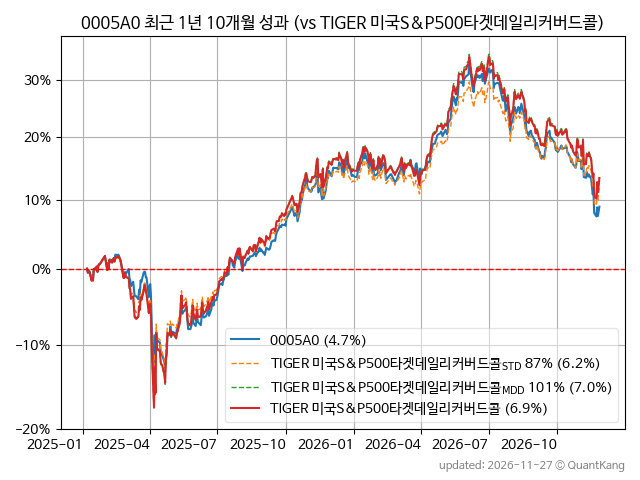 0005A0 최근 1년 10개월 성과 (vs TIGER 미국S&P500타겟데일리커버드콜)
30%
20%
10%
0%
−10%
−20%
0005A0 (4.7%)
TIGER 미국S&P500타겟데일리커버드콜STD 87% (6.2%)
TIGER 미국S&P500타겟데일리커버드콜MDD 101% (7.0%)
TIGER 미국S&P500타겟데일리커버드콜 (6.9%)
2025-01 2025-04 2025-07 2025-10 2026-01 2026-04 2026-07 2026-10
updated: 2026-11-27 © QuantKang